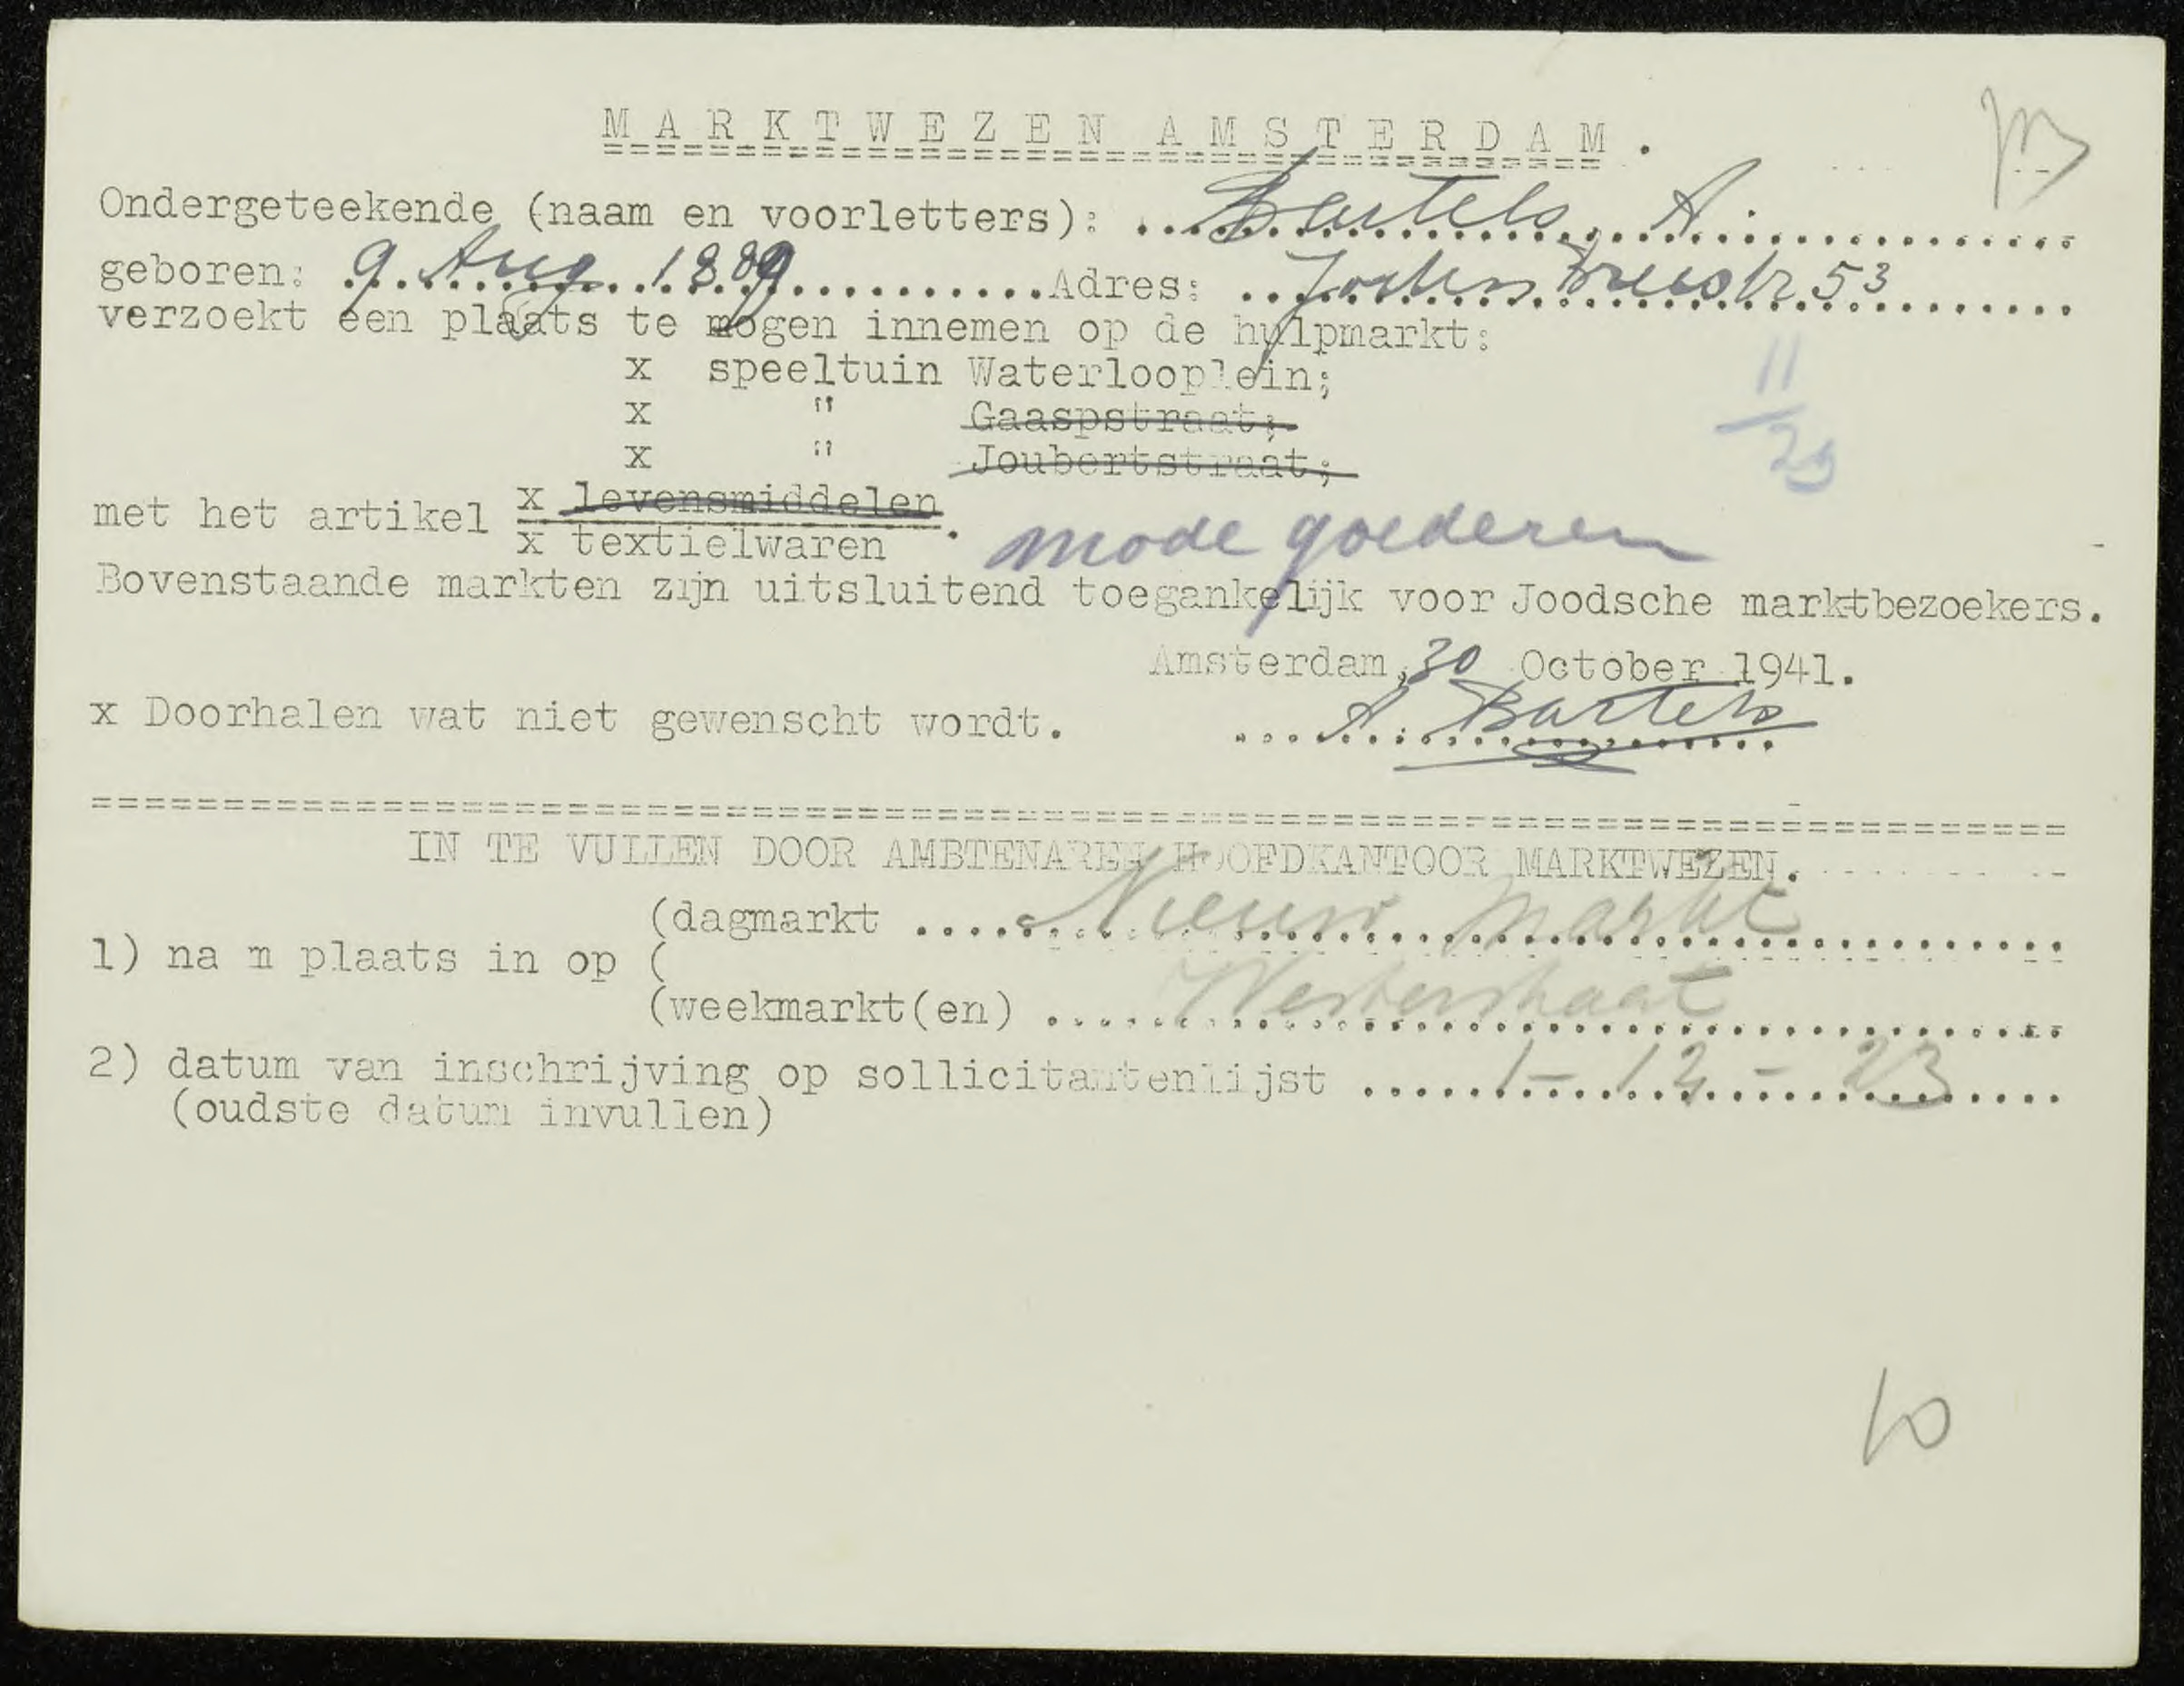 MARKTWEZEN AMSTERDAM.
Ondergeteekende (naam en voorletters): Bartels, A.
geboren: 9 Aug 1889 Adres: Joden Breestr 53
verzoekt een plaats te mogen innemen op de hulpmarkt:
x speeltuin Waterlooplein;
x " Gaaspstraat;
x " Joubertstraat;
11
29
met het artikel x levensmiddelen
x textielwaren. mode goederen
Bovenstaande markten zijn uitsluitend toegankelijk voor Joodsche marktbezoekers.
Amsterdam, 30 October 1941.
x Doorhalen wat niet gewenscht wordt. A. Bartels
IN TE VULLEN DOOR AMBTENAREN HOOFDKANTOOR MARKTWEZEN.
(dagmarkt Nieuw Markt
1) na m plaats in op (
(weekmarkt(en) Westerstraat
2) datum van inschrijving op sollicitantenlijst 1-12-23
(oudste datum invullen)
10